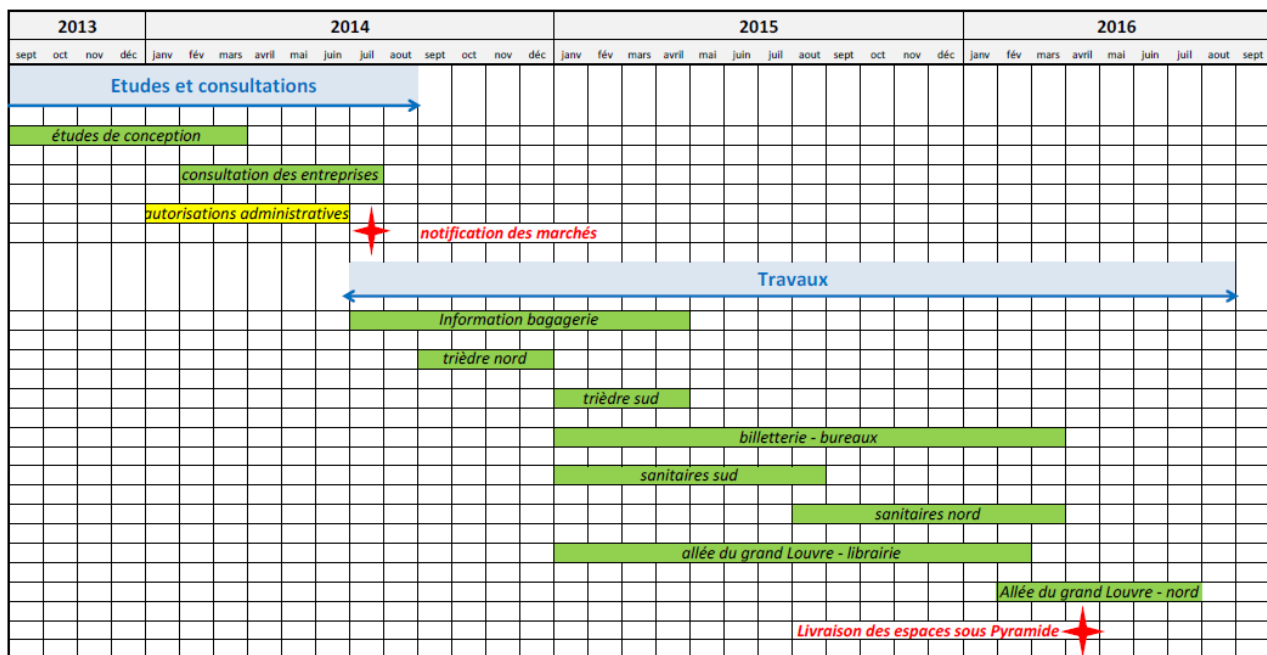 2013 2014 2015 2016
sept oct nov déc janv fév mars avril mai juin juil aout sept oct nov déc janv fév mars avril mai juin juil aout sept oct nov déc janv fév mars avril mai juin juil aout sept
Etudes et consultations
études de conception
consultation des entreprises
autorisations administratives
notification des marchés
Travaux
Information bagagerie
trièdre nord
trièdre sud
billetterie - bureaux
sanitaires sud
sanitaires nord
allée du grand Louvre - librairie
Allée du grand Louvre - nord
Livraison des espaces sous Pyramide